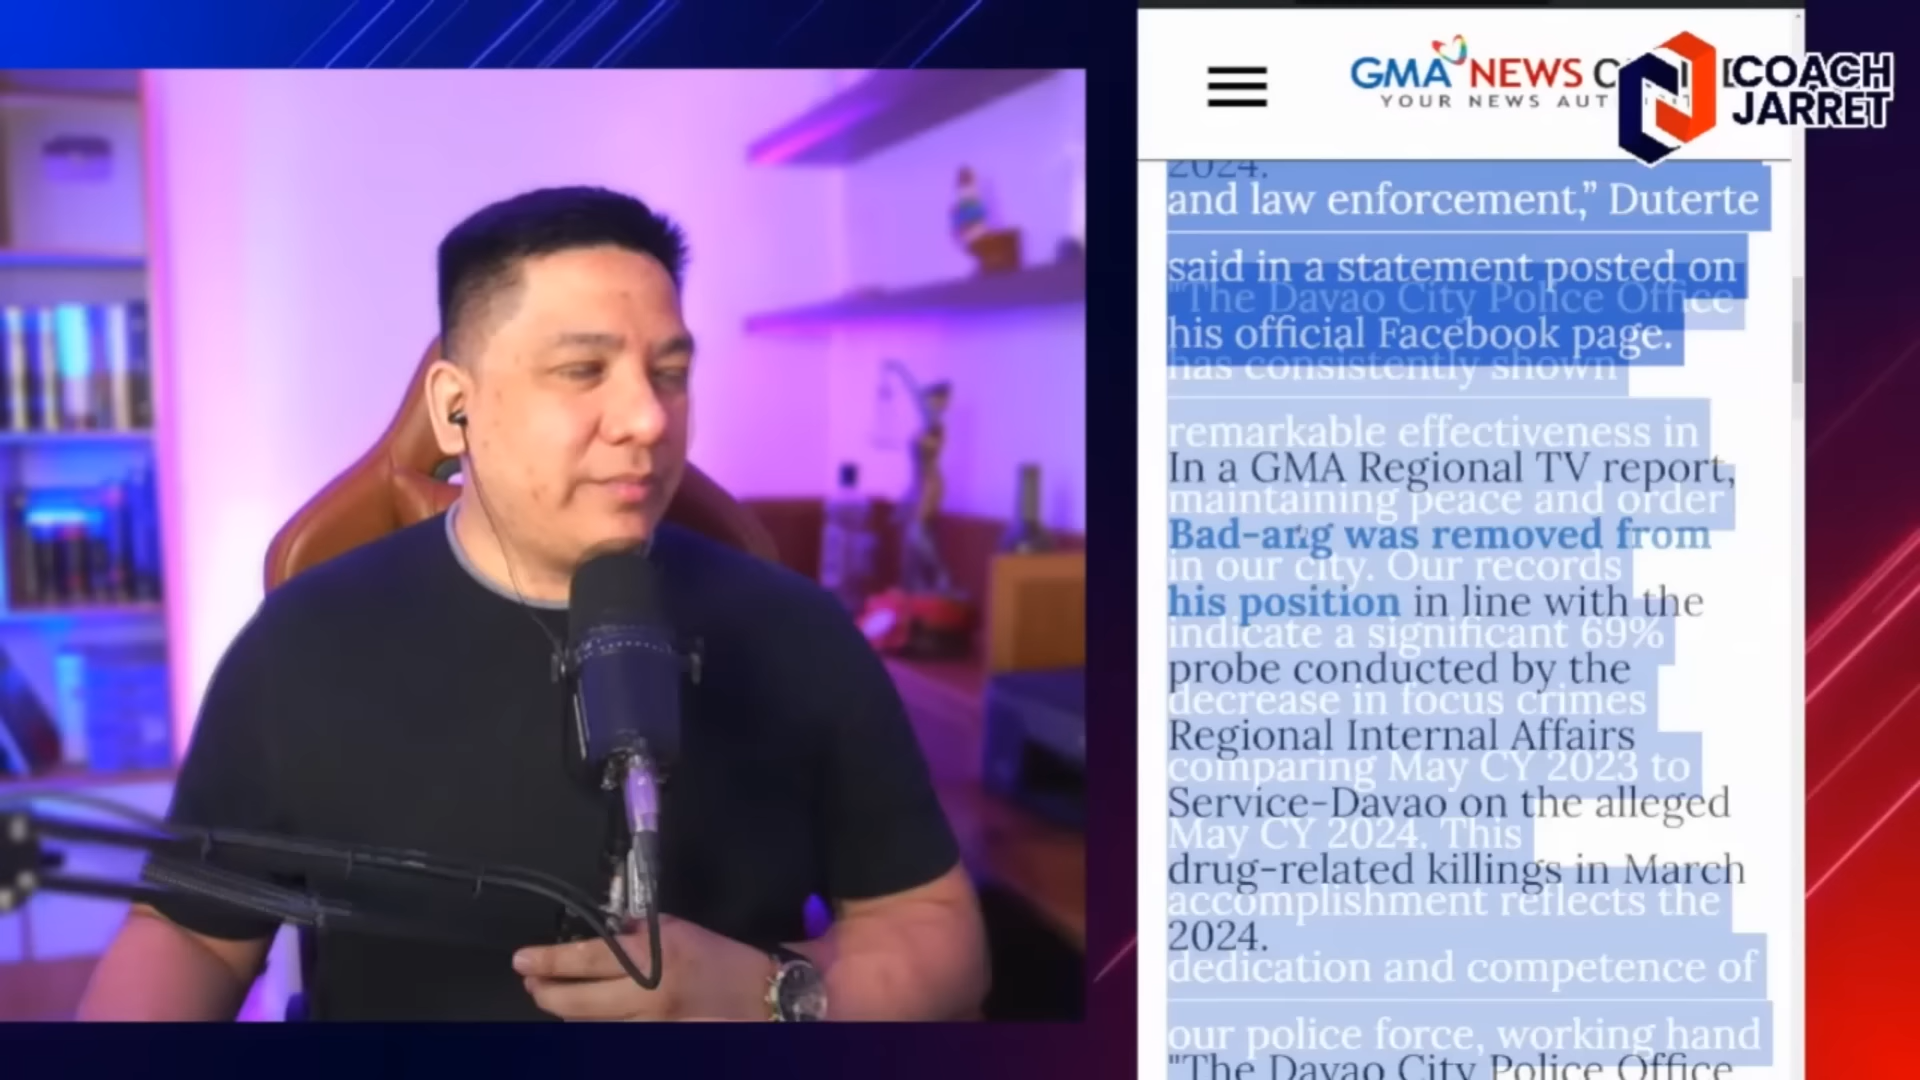 GMA NEWS
YOUR NEWS
COACH
JARRET
2024.
and law enforcement,” Duterte
said in a statement posted on
"The Davao City Police Office
his official Facebook page.
has consistently shown
remarkable effectiveness in
In a GMA Regional TV report,
maintaining peace and order
Bad-ang was removed from
in our city. Our records
his position in line with the
indicate a significant 69%
probe conducted by the
decrease in focus crimes
Regional Internal Affairs
comparing May CY 2023 to
Service-Davao on the alleged
May CY 2024. This
drug-related killings in March
accomplishment reflects the
2024.
dedication and competence of
our police force, working hand
"The Davao City Police Office